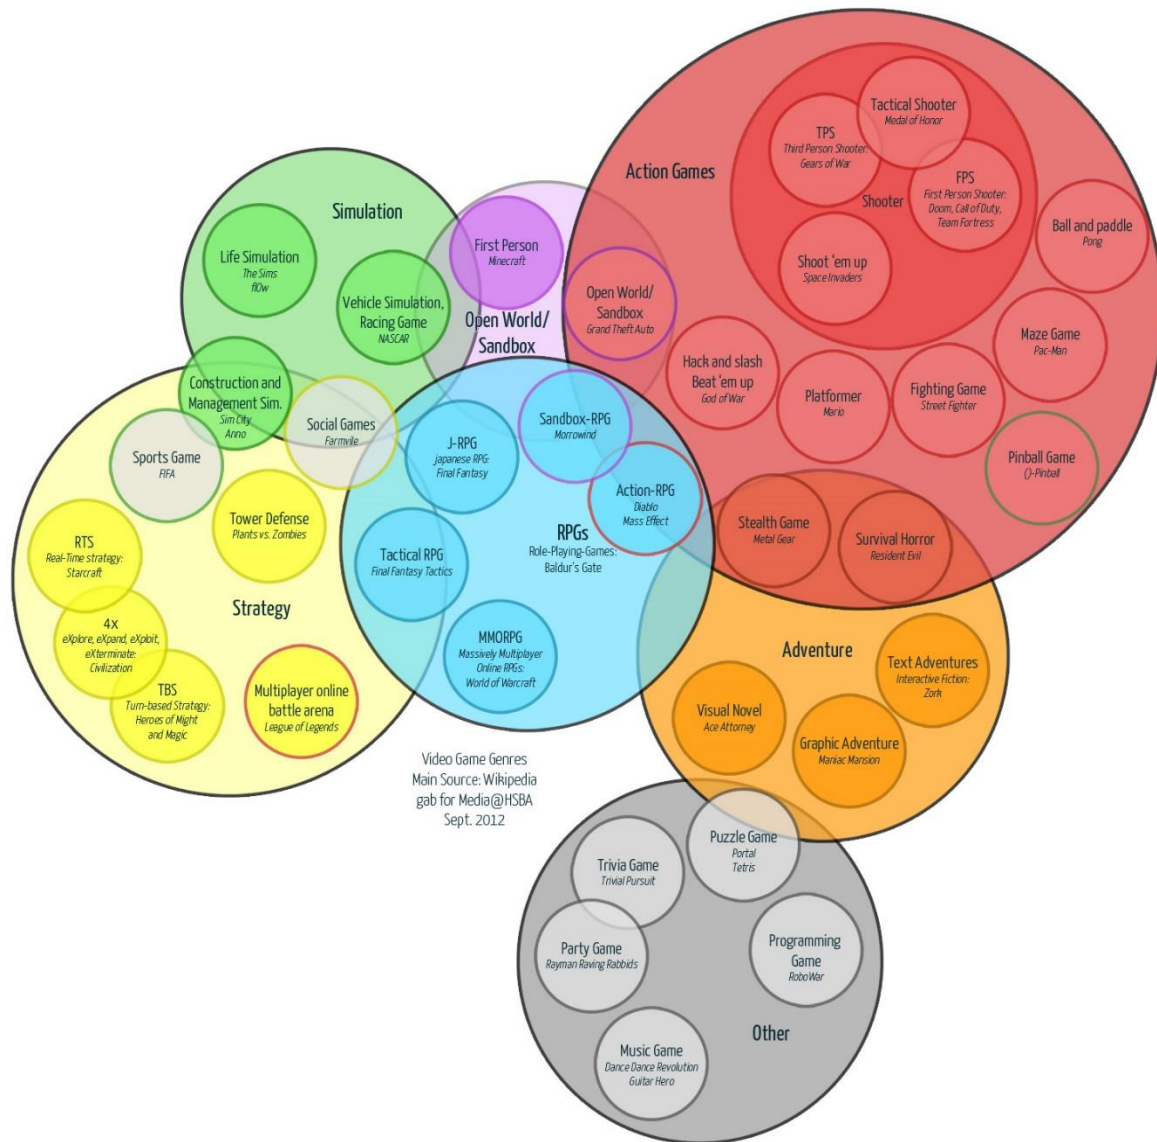 Tactical Shooter
Medal of Honor
TPS
Third Person Shooter:
Gears of War
Action Games
FPS
First Person Shooter:
Doom, Call of Duty,
Team Fortress
Shooter
Ball and paddle
Pong
Shoot ‘em up
Space Invaders
Simulation
Life Simulation
The Sims
fl0w
First Person
Minecraft
Vehicle Simulation,
Racing Game
NASCAR
Open World/
Sandbox
Open World/
Sandbox
Grand Theft Auto
Maze Game
Pac-Man
Hack and slash
Beat ‘em up
God of War
Platformer
Mario
Fighting Game
Street Fighter
Construction and
Management Sim.
Sim City
Anno
Social Games
Farmvile
Sandbox-RPG
Morrowind
J-RPG
Japanese RPG:
Final Fantasy
Sports Game
FIFA
Pinball Game
()-Pinball
Action-RPG
Diablo
Mass Effect
Tower Defense
Plants vs. Zombies
Stealth Game
Metal Gear
Survival Horror
Resident Evil
RTS
Real-Time strategy:
Starcraft
RPGs
Role-Playing-Games:
Baldur's Gate
Tactical RPG
Final Fantasy Tactics
Strategy
4x
eXplore, eXpand, eXploit,
eXterminate:
Civilization
MMORPG
Massively Multiplayer
Online RPGs:
World of Warcraft
Adventure
Text Adventures
Interactive Fiction:
Zork
TBS
Turn-based Strategy:
Heroes of Might
and Magic
Multiplayer online
battle arena
League of Legends
Visual Novel
Ace Attorney
Graphic Adventure
Maniac Mansion
Video Game Genres
Main Source: Wikipedia
gab for Media@HSBA
Sept. 2012
Puzzle Game
Portal
Tetris
Trivia Game
Trivial Pursuit
Party Game
Rayman Raving Rabbids
Programming
Game
RoboWar
Other
Music Game
Dance Dance Revolution
Guitar Hero